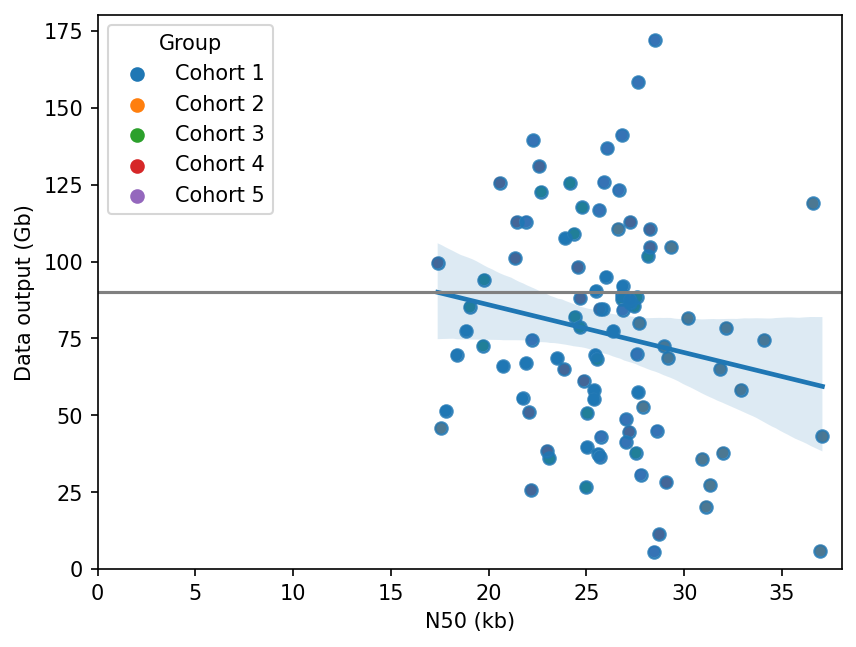 Group
Cohort 1
Cohort 2
Cohort 3
Cohort 4
Cohort 5
Data output (Gb)
175
150
125
100
75
50
25
0
0 5 10 15 20 25 30 35
N50 (kb)